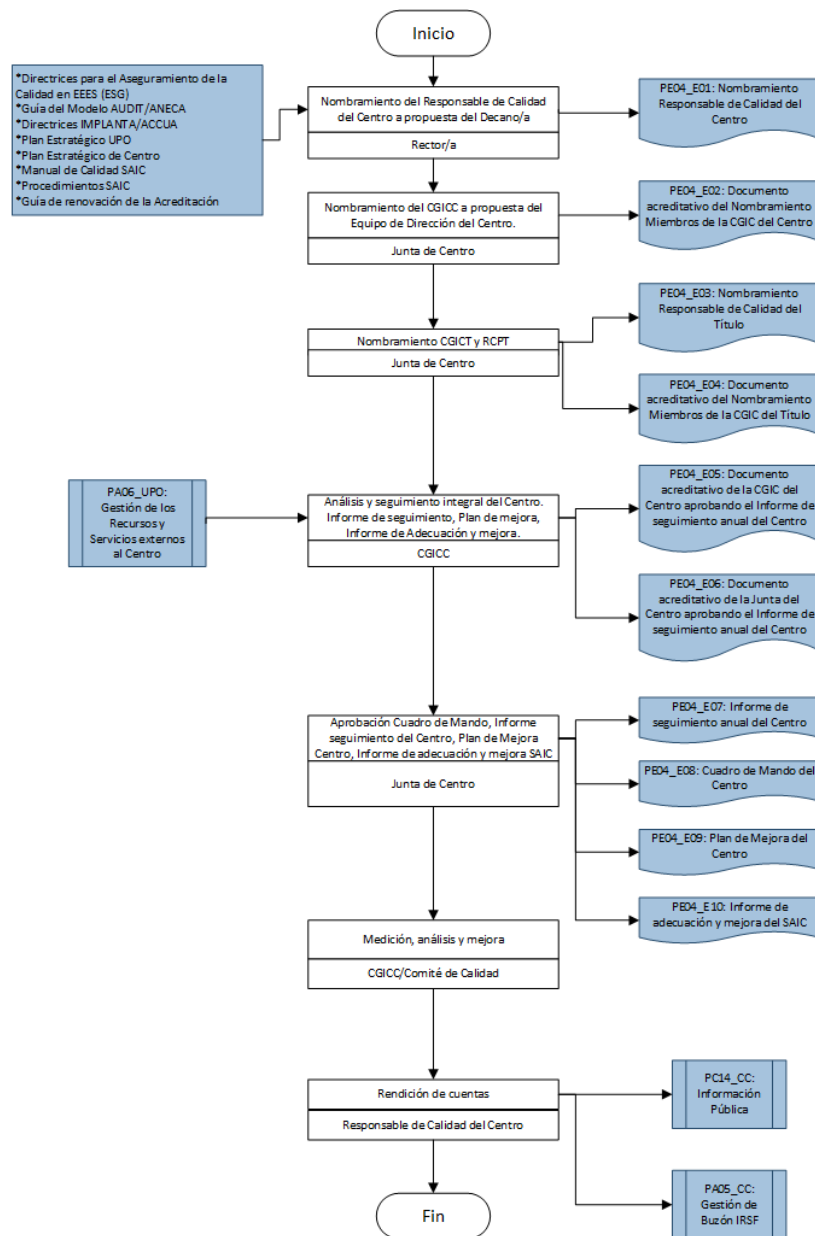 Inicio
*Directrices para el Aseguramiento de la
Calidad en EEES (ESG)
*Guía del Modelo AUDIT/ANECA
*Directrices IMPLANTA/ACCUA
*Plan Estratégico UPO
*Plan Estratégico de Centro
*Manual de Calidad SAIC
*Procedimientos SAIC
*Guía de renovación de la Acreditación
Nombramiento del Responsable de Calidad
del Centro a propuesta del Decano/a
Rector/a
PE04_E01: Nombramiento
Responsable de Calidad del
Centro
Nombramiento del CGICC a propuesta del
Equipo de Dirección del Centro.
Junta de Centro
PE04_E02: Documento
acreditativo del Nombramiento
Miembros de la CGIC del Centro
Nombramiento CGICT y RCPT
Junta de Centro
PE04_E03: Nombramiento
Responsable de Calidad del
Título
PE04_E04: Documento
acreditativo del Nombramiento
Miembros de la CGIC del Título
PA06_UPO:
Gestión de los
Recursos y
Servicios externos
al Centro
Análisis y seguimiento integral del Centro.
Informe de seguimiento, Plan de mejora,
Informe de Adecuación y mejora.
CGICC
PE04_E05: Documento
acreditativo de la CGIC del
Centro aprobando el Informe de
seguimiento anual del Centro
PE04_E06: Documento
acreditativo de la Junta del
Centro aprobando el Informe de
seguimiento anual del Centro
Aprobación Cuadro de Mando, Informe
seguimiento del Centro, Plan de Mejora
Centro, Informe de adecuación y mejora SAIC
Junta de Centro
PE04_E07: Informe de
seguimiento anual del Centro
PE04_E08: Cuadro de Mando del
Centro
PE04_E09: Plan de Mejora del
Centro
PE04_E10: Informe de
adecuación y mejora del SAIC
Medición, análisis y mejora
CGICC/Comité de Calidad
Rendición de cuentas
Responsable de Calidad del Centro
PC14_CC:
Información
Pública
PA05_CC:
Gestión de
Buzón IRSF
Fin